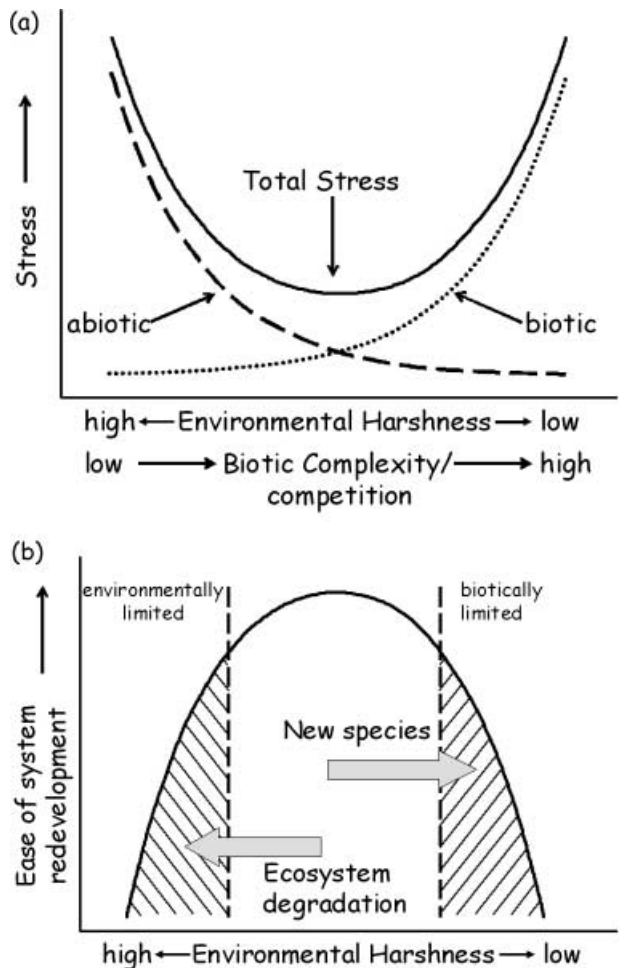 (a)
Stress
Total Stress
abiotic
biotic
high
Environmental Harshness
low
low
Biotic Complexity/
competition
high
(b)
Ease of system
redevelopment
environmentally
limited
biotically
limited
New species
Ecosystem
degradation
high
Environmental Harshness
low